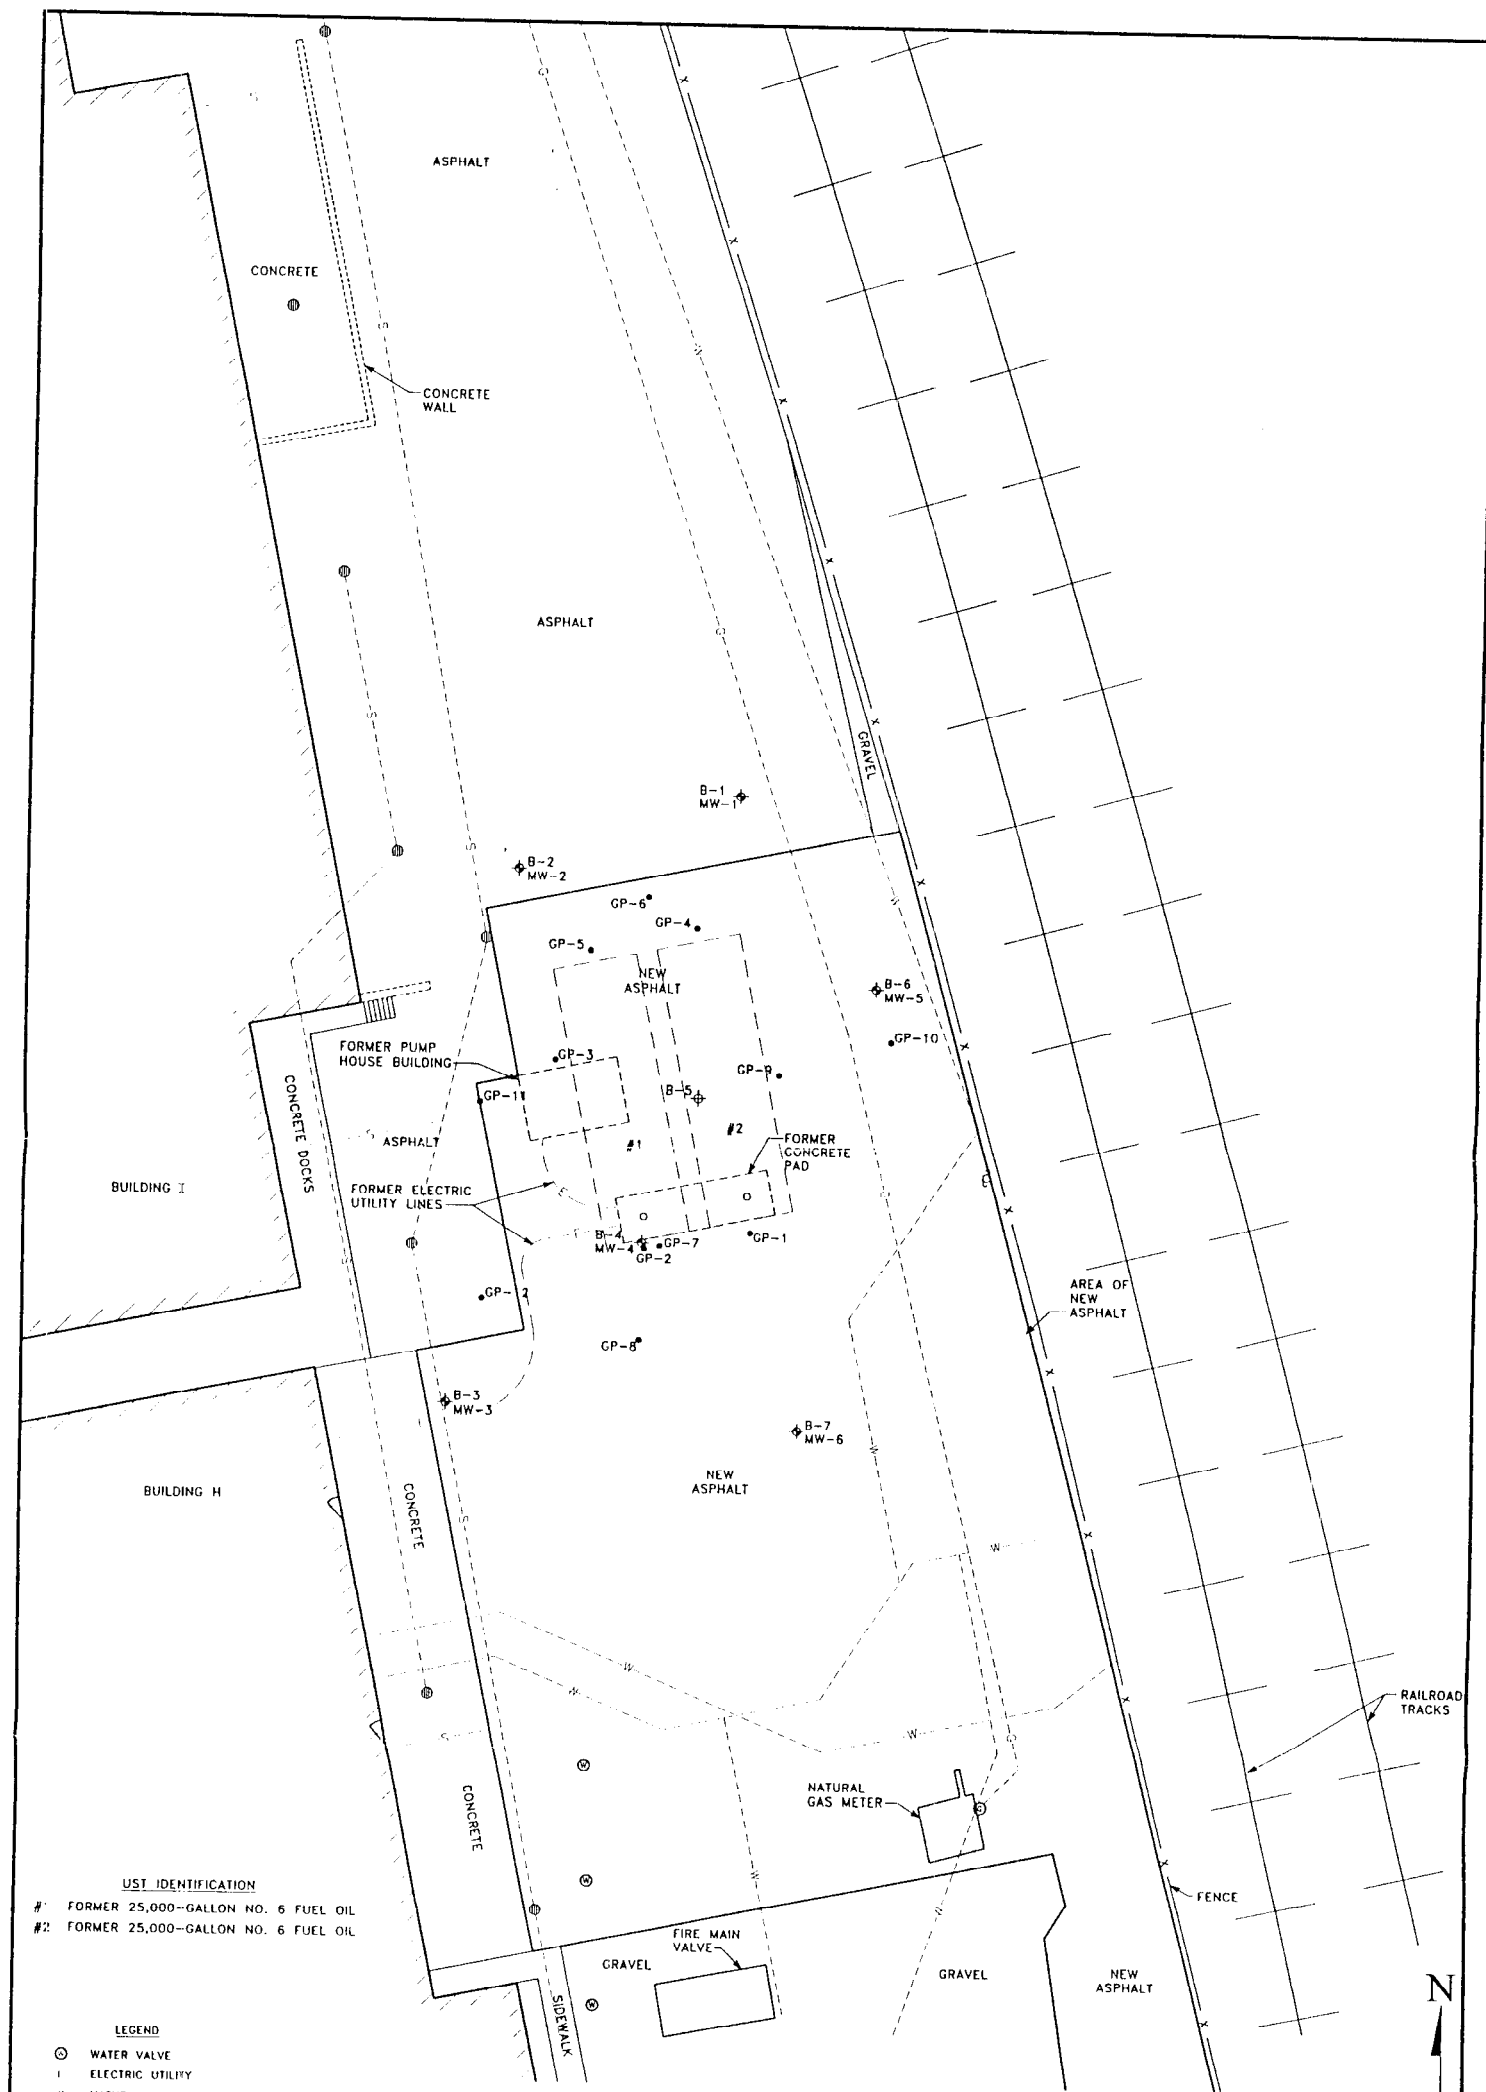 ASPHALT
CONCRETE
CONCRETE
WALL
ASPHALT
GRAVEL
B-1
MW-1
B-2
MW-2
GP-6
GP-4
GP-5
NEW
ASPHALT
B-6
MW-5
GP-10
FORMER PUMP
HOUSE BUILDING
GP-3
GP-9
GP-11
B-5
CONCRETE DOCKS
ASPHALT
#1
#2
FORMER
CONCRETE
PAD
BUILDING I
FORMER ELECTRIC
UTILITY LINES
B-4
MW-4
GP-2
GP-7
GP-1
GP-12
AREA OF
NEW
ASPHALT
GP-8
B-3
MW-3
B-7
MW-6
BUILDING H
CONCRETE
NEW
ASPHALT
RAILROAD
TRACKS
NATURAL
GAS METER
CONCRETE
UST IDENTIFICATION
#1 FORMER 25,000-GALLON NO. 6 FUEL OIL
#2 FORMER 25,000-GALLON NO. 6 FUEL OIL
FENCE
FIRE MAIN
VALVE
GRAVEL
GRAVEL
NEW
ASPHALT
SIDEWALK
N
LEGEND
WATER VALVE
ELECTRIC UTILITY